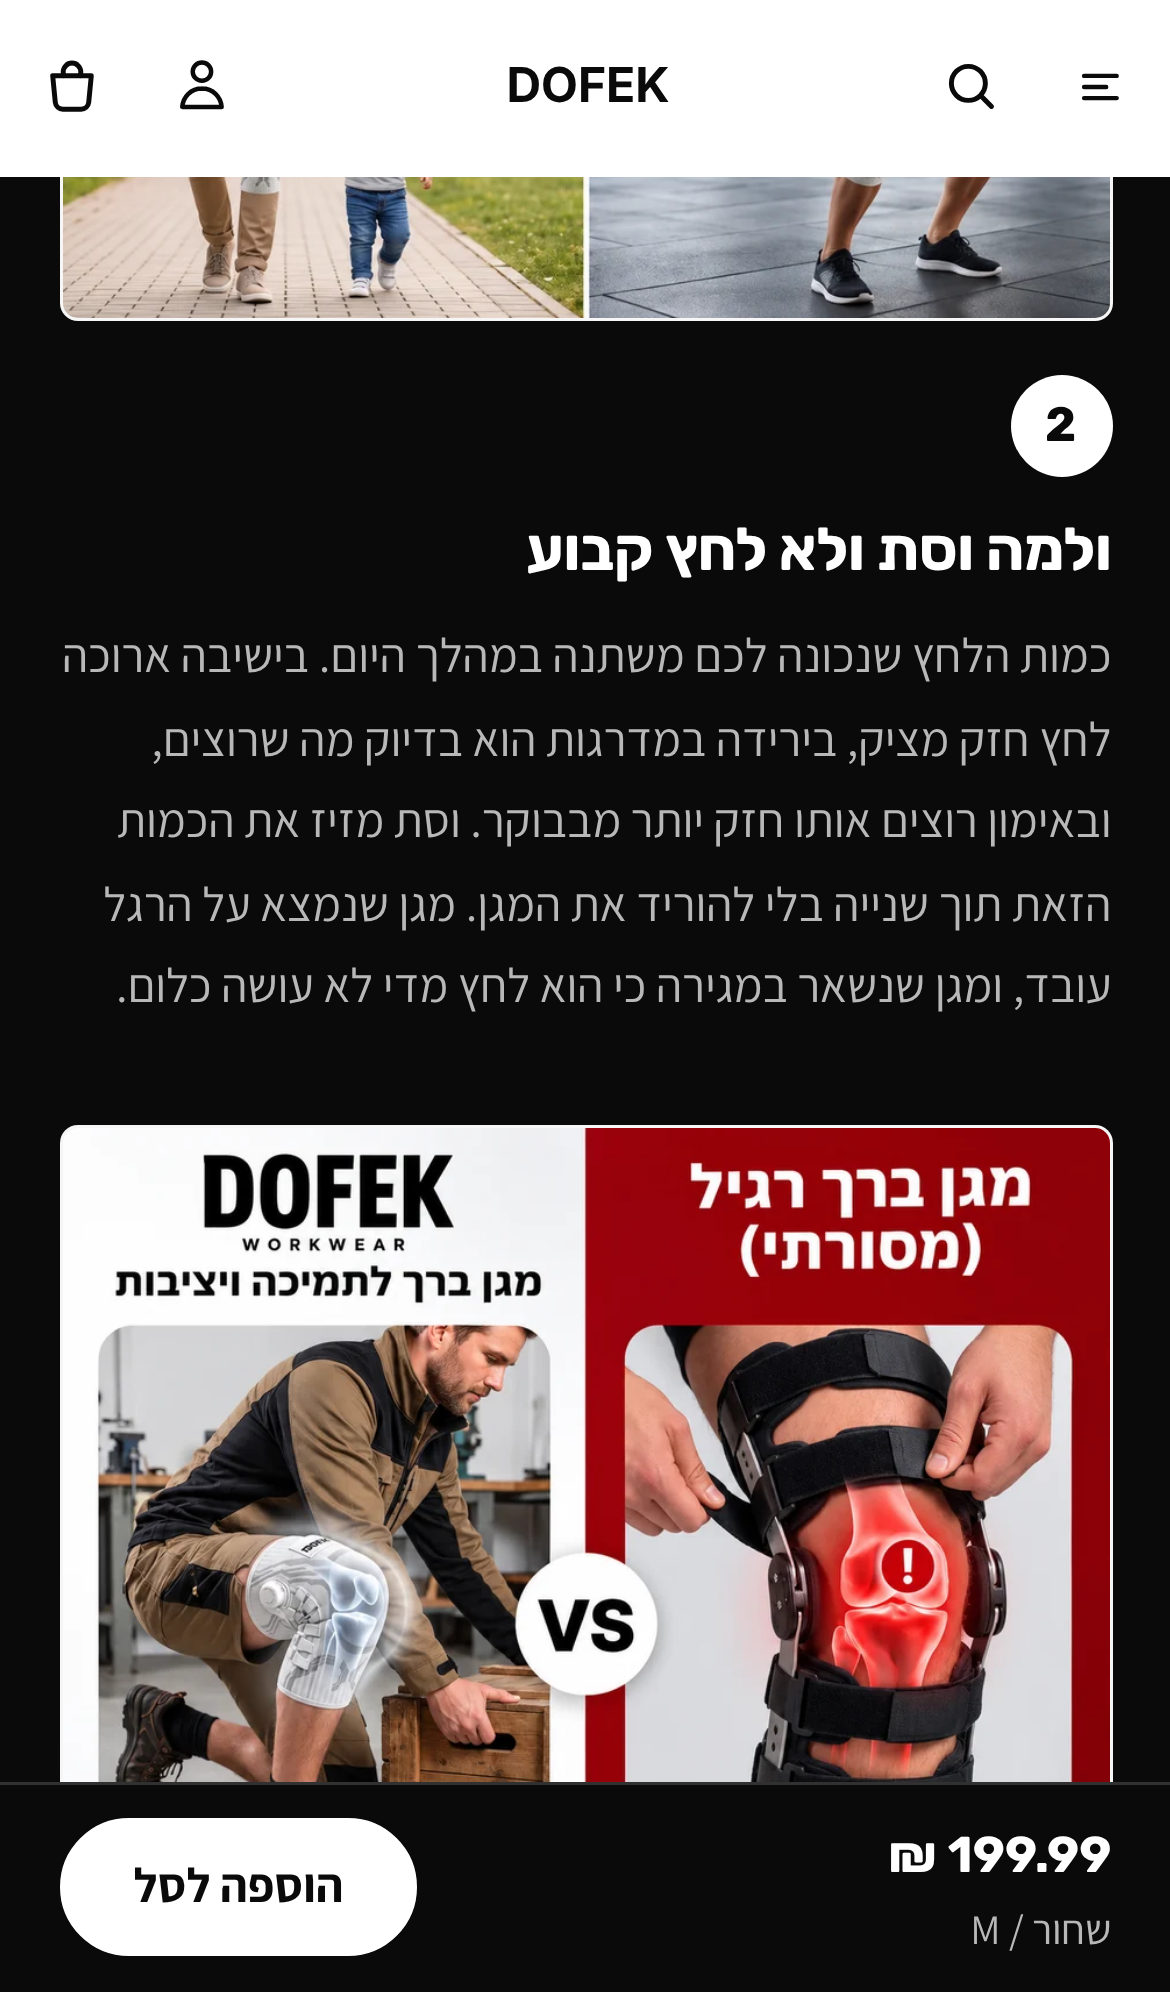 DOFEK
2
ולמה וסת ולא לחץ קבוע
כמות הלחץ שנכונה לכם משתנה במהלך היום. בישיבה ארוכה
לחץ חזק מציק, בירידה במדרגות הוא בדיוק מה שרוצים,
ובאימון רוצים אותו חזק יותר מבבוקר. וסת מזיז את הכמות
הזאת תוך שנייה בלי להוריד את המגן. מגן שנמצא על הרגל
עובד, ומגן שנשאר במגירה כי הוא לחץ מדי לא עושה כלום.
מגן ברך רגיל
(מסורתי)
DOFEK
WORKWEAR
מגן ברך לתמיכה ויציבות
DOFEK
VS
!
199.99 ₪
שחור / M
הוספה לסל